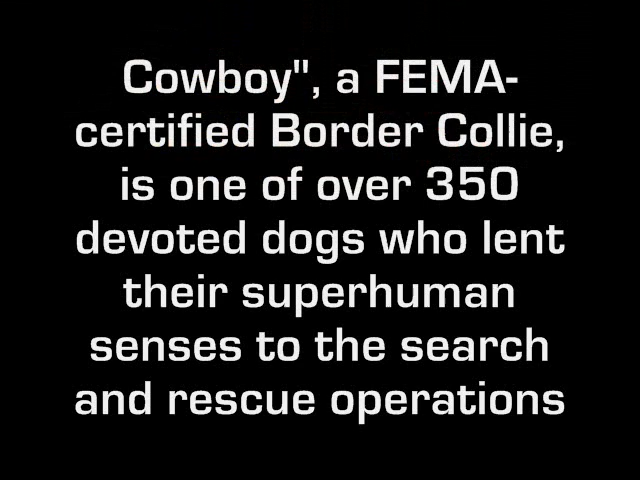 Cowboy", a FEMA-
certified Border Collie,
is one of over 350
devoted dogs who lent
their superhuman
senses to the search
and rescue operations